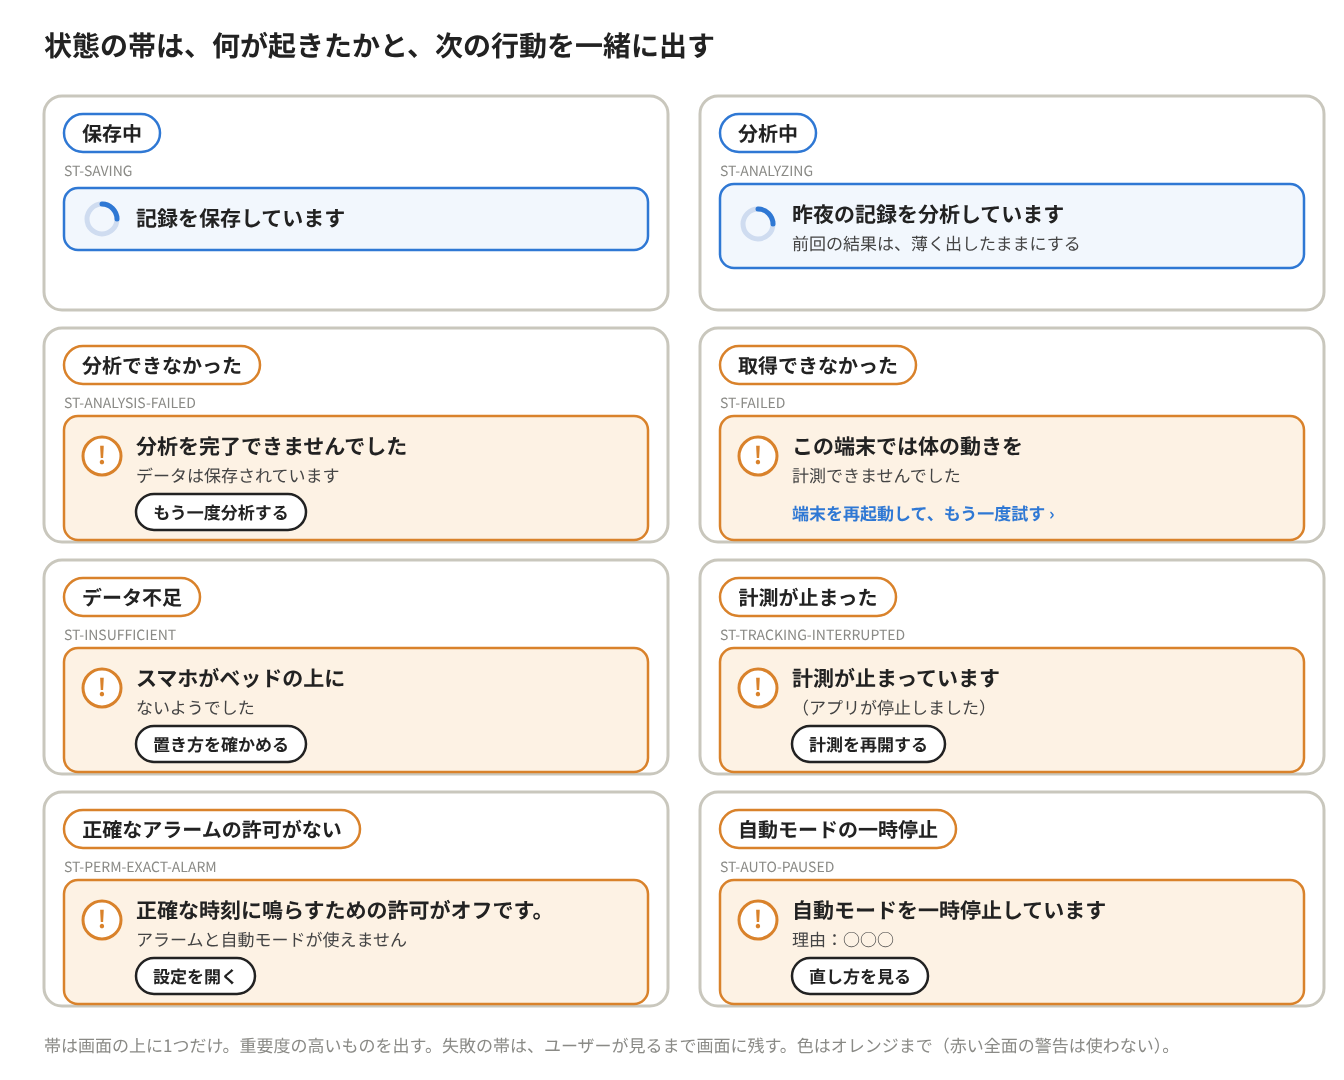 状態の帯は、何が起きたかと、次の行動を一緒に出す
保存中
ST-SAVING
記録を保存しています
分析中
ST-ANALYZING
昨夜の記録を分析しています
前回の結果は、薄く出したままにする
分析できなかった
ST-ANALYSIS-FAILED
!
分析を完了できませんでした
データは保存されています
もう一度分析する
取得できなかった
ST-FAILED
!
この端末では体の動きを
計測できませんでした
端末を再起動して、もう一度試す ›
データ不足
ST-INSUFFICIENT
!
スマホがベッドの上に
ないようでした
置き方を確かめる
計測が止まった
ST-TRACKING-INTERRUPTED
!
計測が止まっています
（アプリが停止しました）
計測を再開する
正確なアラームの許可がない
ST-PERM-EXACT-ALARM
!
正確な時刻に鳴らすための許可がオフです。
アラームと自動モードが使えません
設定を開く
自動モードの一時停止
ST-AUTO-PAUSED
!
自動モードを一時停止しています
理由：〇〇〇
直し方を見る
帯は画面の上に1つだけ。重要度の高いものを出す。失敗の帯は、ユーザーが見るまで画面に残す。色はオレンジまで（赤い全面の警告は使わない）。